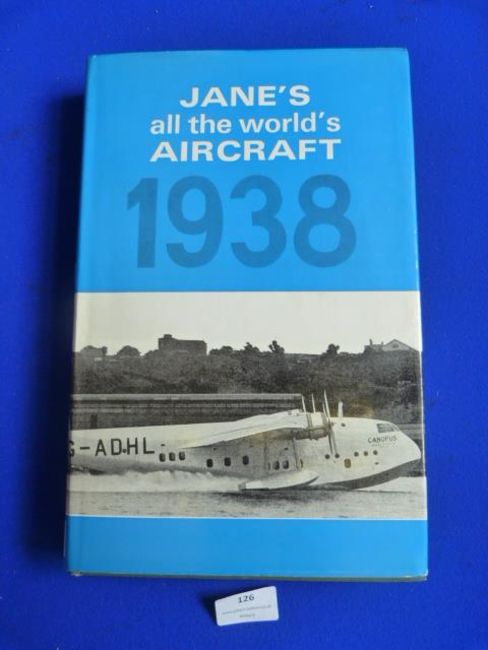 JANE'S
all the world's
AIRCRAFT
1938
CANOPUS
G-ADHL
126